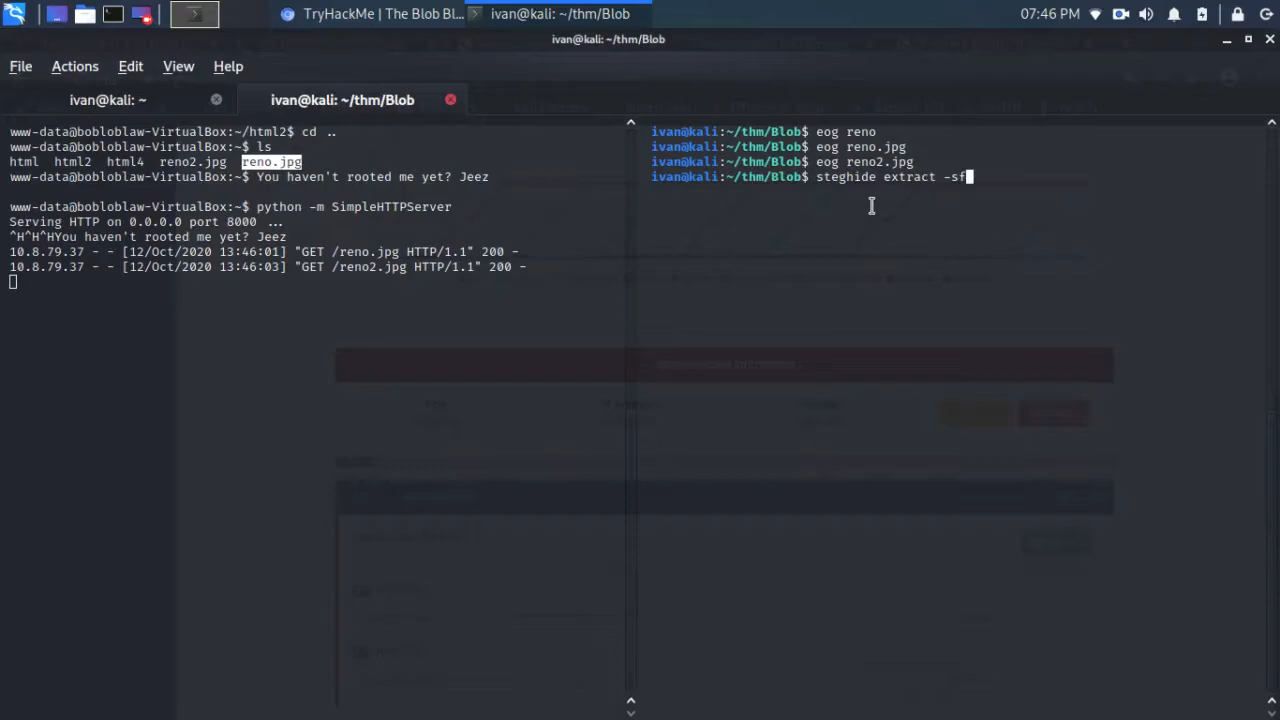 TryHackMe | The Blob Bl...
ivan@kali: ~/thm/Blob
07:46 PM
ivan@kali: ~/thm/Blob
File Actions Edit View Help
ivan@kali: ~
ivan@kali: ~/thm/Blob
www-data@bobloblaw-VirtualBox:~/html2$ cd ..
www-data@bobloblaw-VirtualBox:~$ ls
html html2 html4 reno2.jpg reno.jpg
www-data@bobloblaw-VirtualBox:~$ You haven't rooted me yet? Jeez
www-data@bobloblaw-VirtualBox:~$ python -m SimpleHTTPServer
Serving HTTP on 0.0.0.0 port 8000 ...
^H^H^HYou haven't rooted me yet? Jeez
10.8.79.37 - - [12/Oct/2020 13:46:01] "GET /reno.jpg HTTP/1.1" 200 -
10.8.79.37 - - [12/Oct/2020 13:46:03] "GET /reno2.jpg HTTP/1.1" 200 -
ivan@kali:~/thm/Blob$ eog reno
ivan@kali:~/thm/Blob$ eog reno.jpg
ivan@kali:~/thm/Blob$ eog reno2.jpg
ivan@kali:~/thm/Blob$ steghide extract -sf